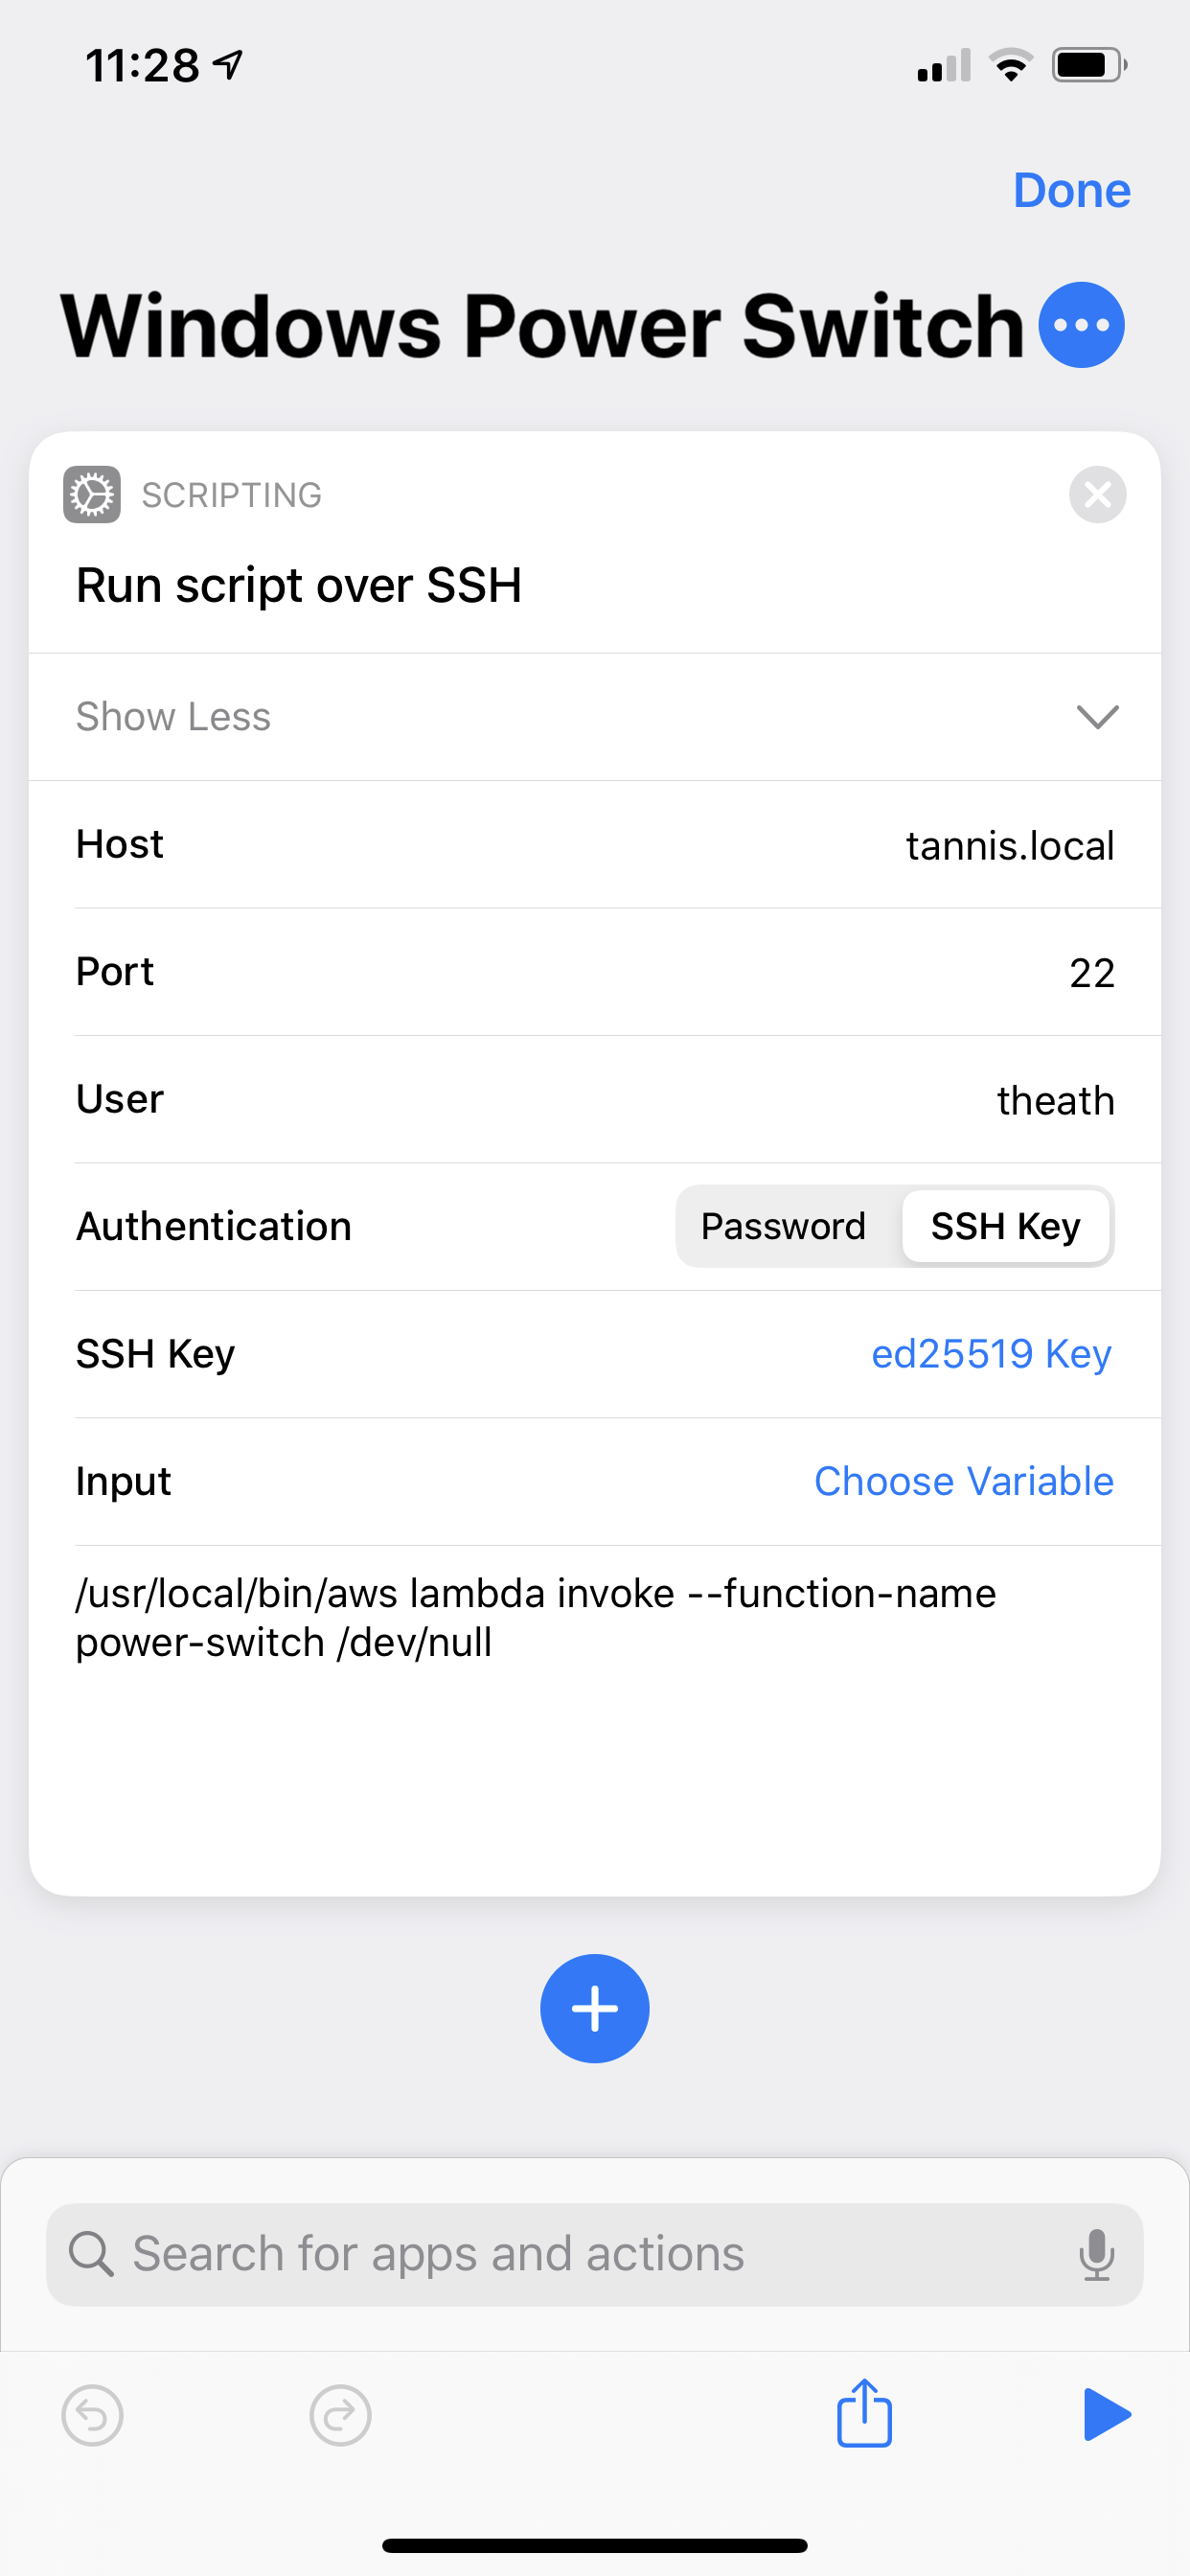 11:28
Done
Windows Power Switch
SCRIPTING
Run script over SSH
Show Less
Host tannis.local
Port 22
User theath
Authentication Password SSH Key
SSH Key ed25519 Key
Input Choose Variable
/usr/local/bin/aws lambda invoke --function-name
power-switch /dev/null
Search for apps and actions